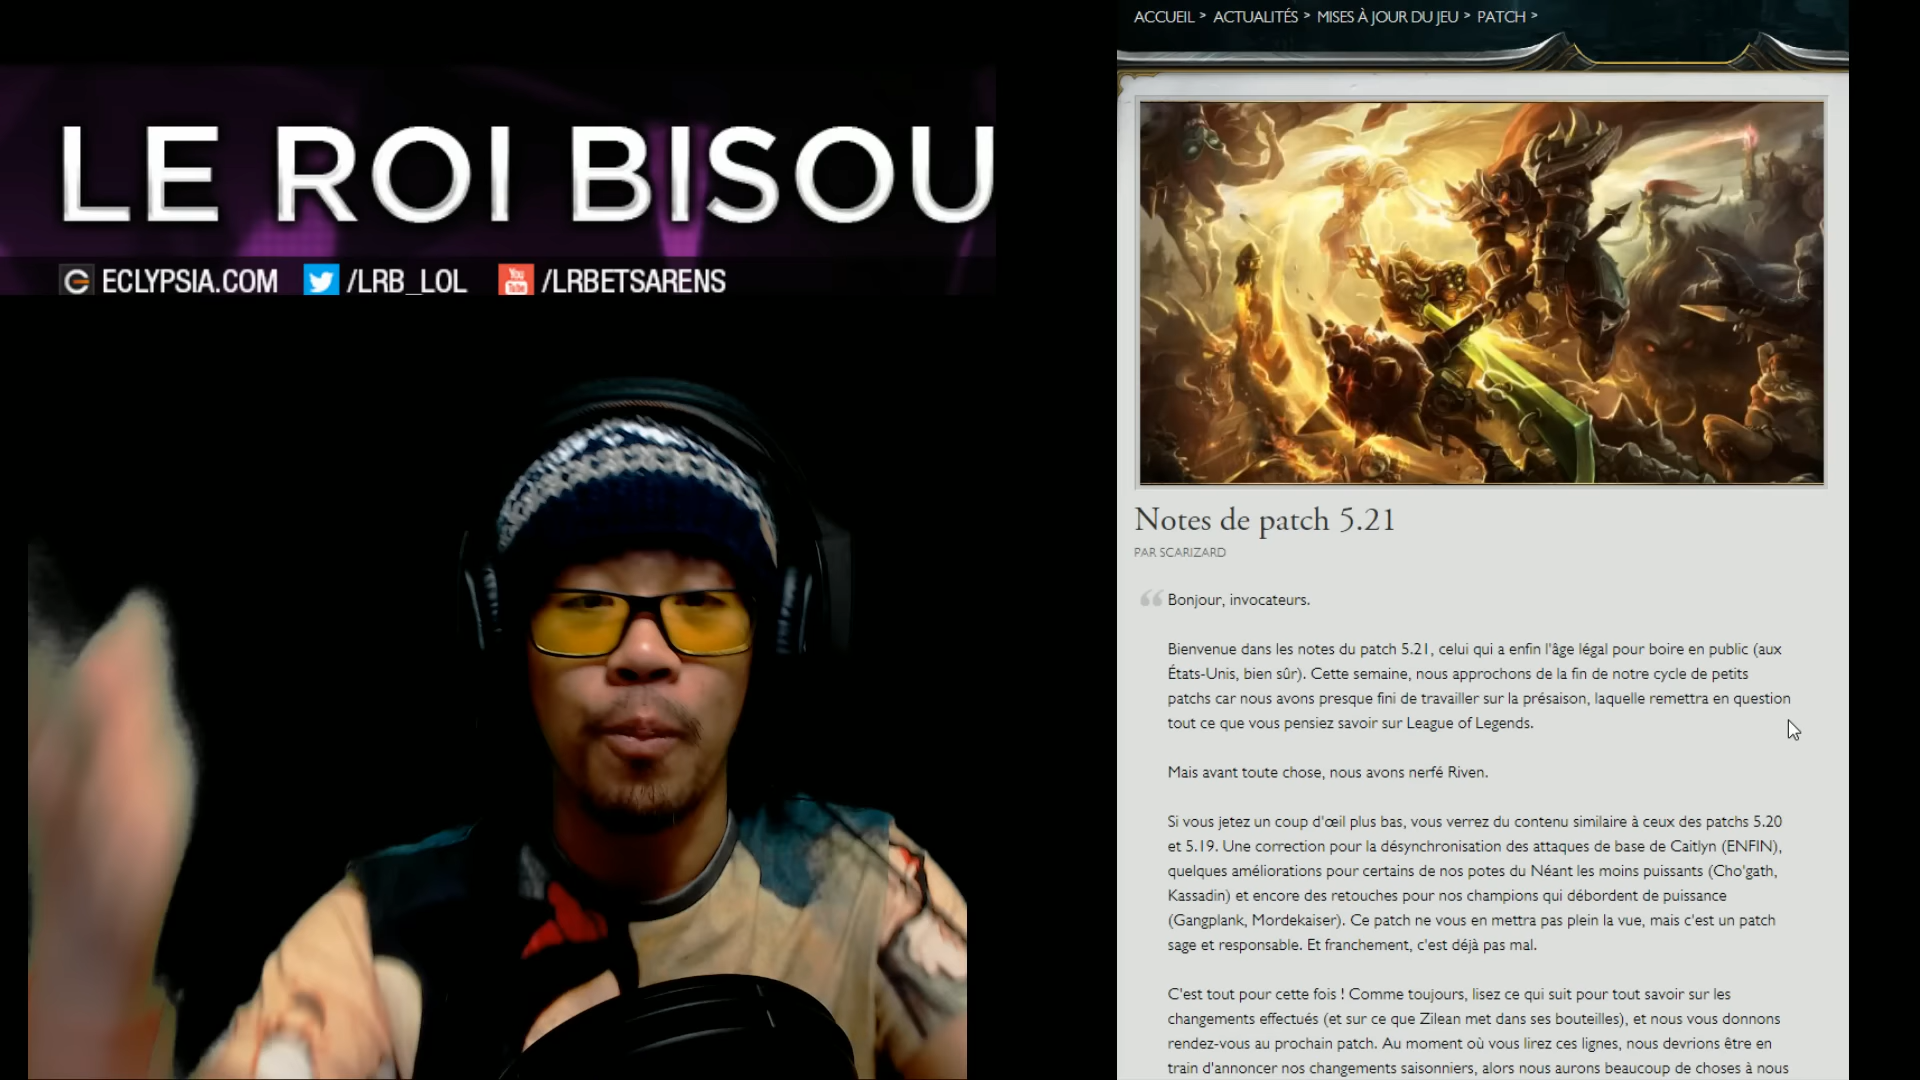 LE ROI BISOU
ECLYPSIA.COM /LRB_LOL You Tube /LRBETSARENS
ACCUEIL > ACTUALITÉS > MISES À JOUR DU JEU > PATCH >
Notes de patch 5.21
PAR SCARIZARD
“ Bonjour, invocateurs.
Bienvenue dans les notes du patch 5.21, celui qui a enfin l'âge légal pour boire en public (aux
États-Unis, bien sûr). Cette semaine, nous approchons de la fin de notre cycle de petits
patchs car nous avons presque fini de travailler sur la présaison, laquelle remettra en question
tout ce que vous pensiez savoir sur League of Legends.
Mais avant toute chose, nous avons nerfé Riven.
Si vous jetez un coup d'œil plus bas, vous verrez du contenu similaire à ceux des patchs 5.20
et 5.19. Une correction pour la désynchronisation des attaques de base de Caitlyn (ENFIN),
quelques améliorations pour certains de nos potes du Néant les moins puissants (Cho'gath,
Kassadin) et encore des retouches pour nos champions qui débordent de puissance
(Gangplank, Mordekaiser). Ce patch ne vous en mettra pas plein la vue, mais c'est un patch
sage et responsable. Et franchement, c'est déjà pas mal.
C'est tout pour cette fois ! Comme toujours, lisez ce qui suit pour tout savoir sur les
changements effectués (et sur ce que Zilean met dans ses bouteilles), et nous vous donnons
rendez-vous au prochain patch. Au moment où vous lirez ces lignes, nous devrions être en
train d'annoncer nos changements saisonniers, alors nous aurons beaucoup de choses à nous